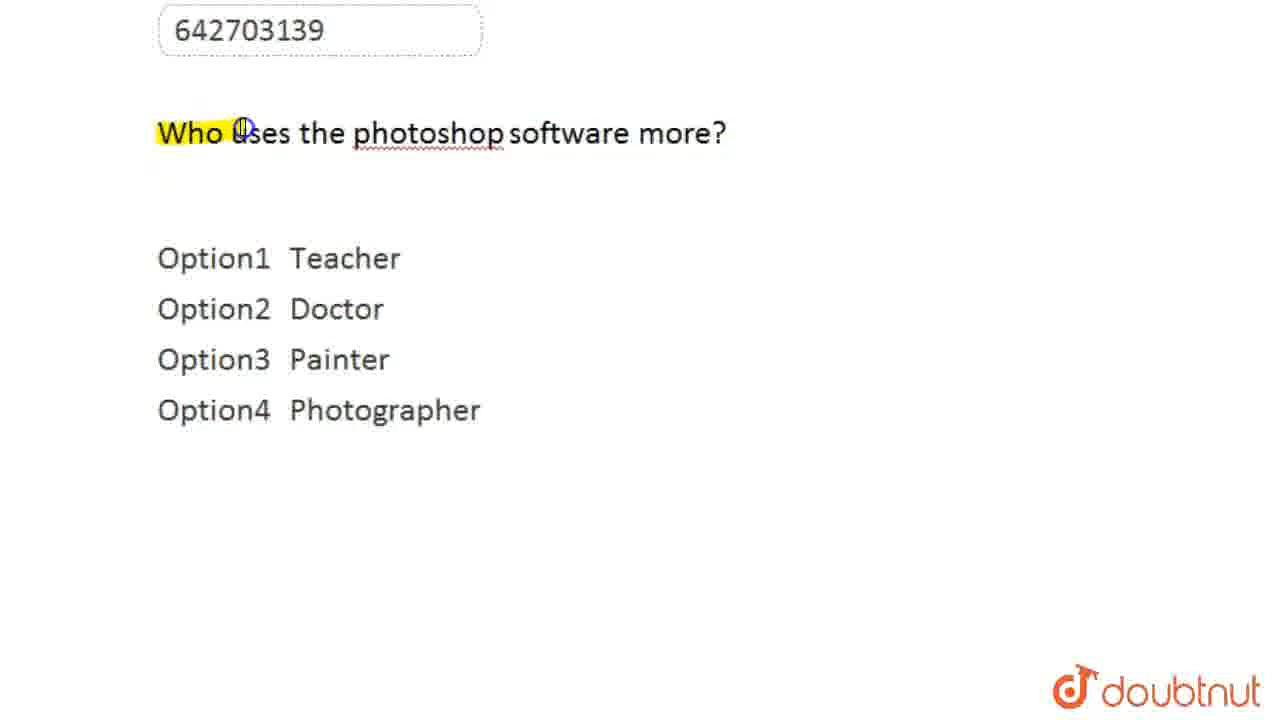 642703139
Who uses the photoshop software more?
Option1 Teacher
Option2 Doctor
Option3 Painter
Option4 Photographer
doubtnut